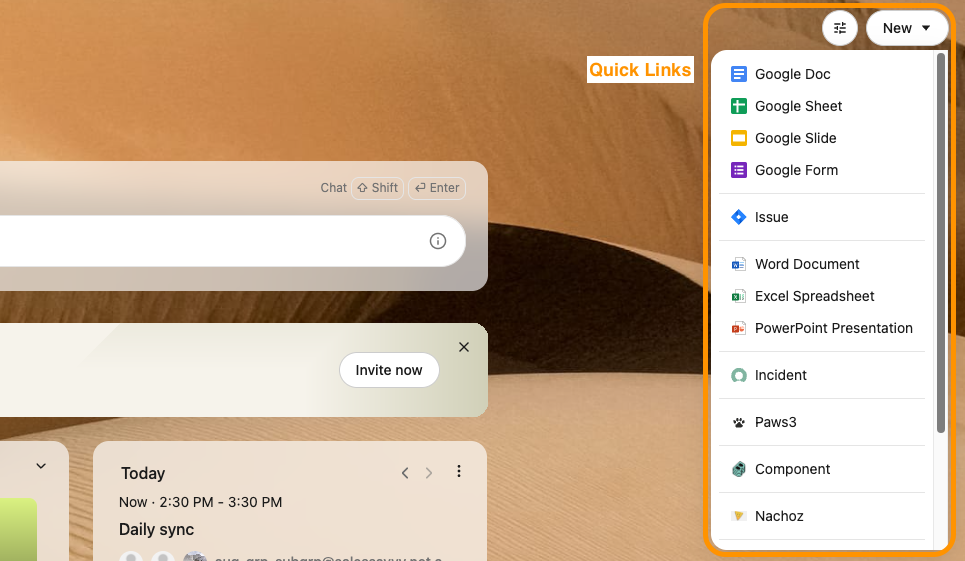 New
Quick Links
Google Doc
Google Sheet
Google Slide
Google Form
Issue
Word Document
Excel Spreadsheet
PowerPoint Presentation
Incident
Paws3
Component
Nachoz
Chat Shift Enter
Invite now
Today
Now · 2:30 PM - 3:30 PM
Daily sync